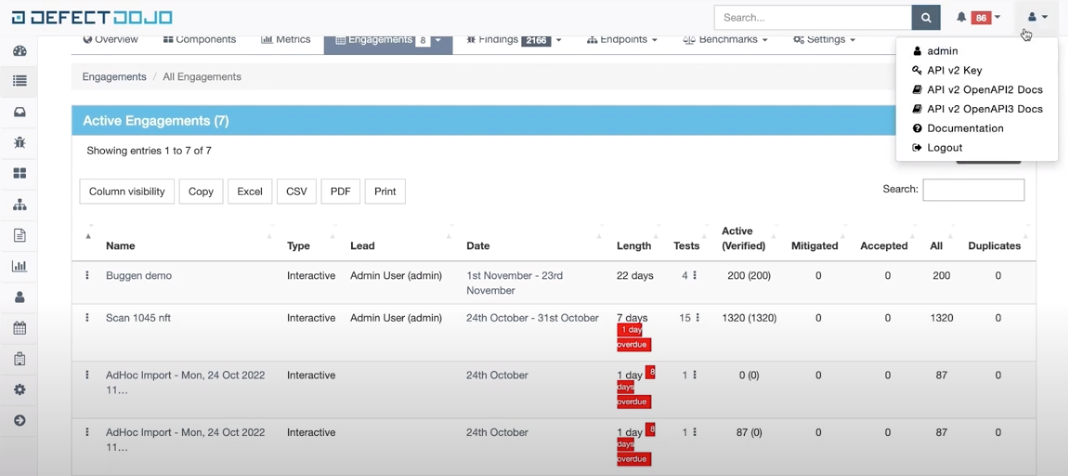 DEFECTDOJO
Search...
86
Overview
Components
Metrics
Engagements 8
Findings 2166
Endpoints
Benchmarks
Settings
admin
API v2 Key
API v2 OpenAPI2 Docs
API v2 OpenAPI3 Docs
Documentation
Logout
Engagements / All Engagements
Active Engagements (7)
Showing entries 1 to 7 of 7
Column visibility
Copy
Excel
CSV
PDF
Print
Search:
Name Type Lead Date Length Tests Active (Verified) Mitigated Accepted All Duplicates
Buggen demo Interactive Admin User (admin) 1st November - 23rd 22 days 4 200 (200) 0 0 200 0
November
Scan 1045 nft Interactive Admin User (admin) 24th October - 31st October 7 days 15 1320 (1320) 0 0 1320 0
1 day
overdue
AdHoc Import - Mon, 24 Oct 2022 Interactive 24th October 1 day 8 1 0 (0) 0 0 87 0
11... days
overdue
AdHoc Import - Mon, 24 Oct 2022 Interactive 24th October 1 day 8 1 87 (0) 0 0 87 0
11... days
overdue